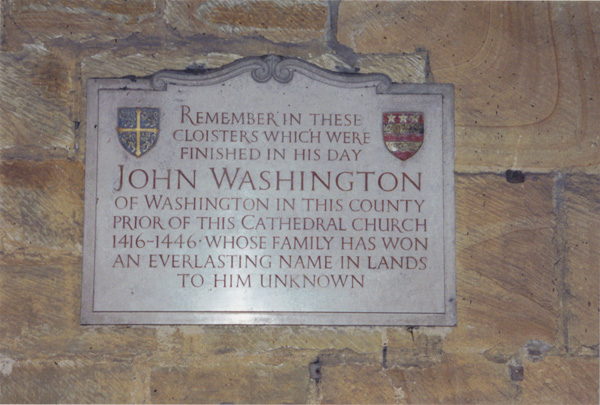 REMEMBER IN THESE
CLOISTERS WHICH WERE
FINISHED IN HIS DAY
JOHN WASHINGTON
OF WASHINGTON IN THIS COUNTY
PRIOR OF THIS CATHEDRAL CHURCH
1416-1446· WHOSE FAMILY HAS WON
AN EVERLASTING NAME IN LANDS
TO HIM UNKNOWN